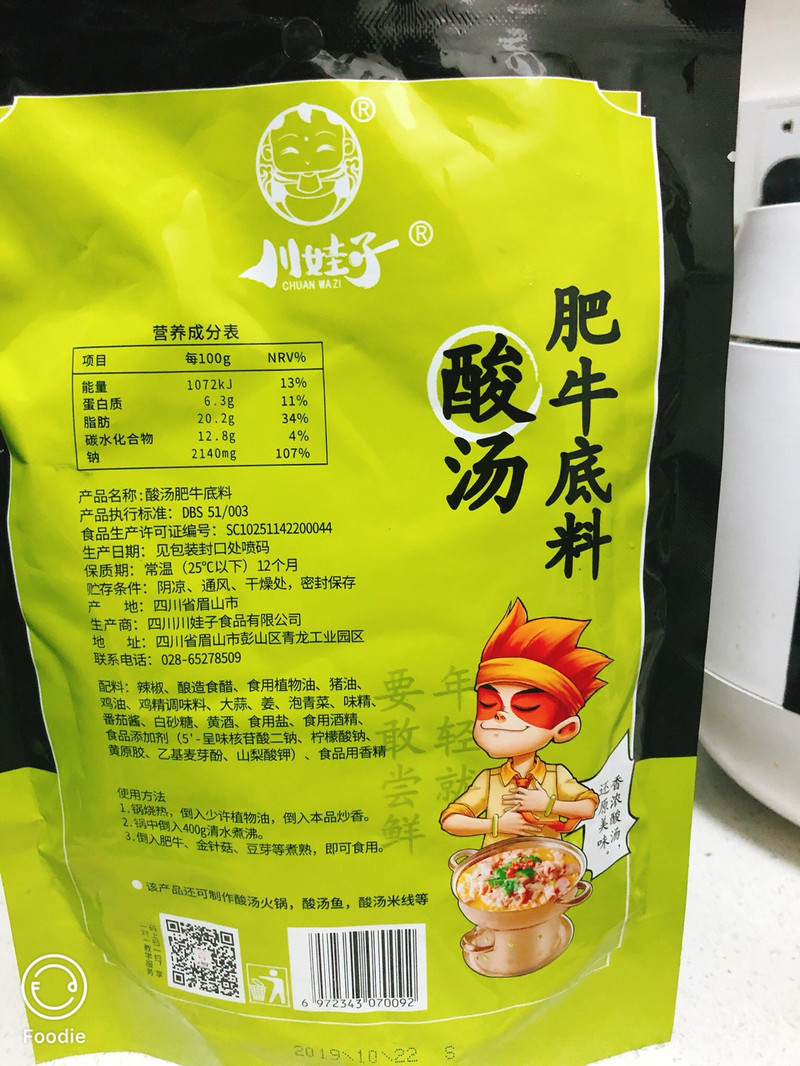 ®
川娃子®
CHUAN WA ZI
肥牛底料
酸汤
营养成分表
项目 每100g NRV%
能量 1072kJ 13%
蛋白质 6.3g 11%
脂肪 20.2g 34%
碳水化合物 12.8g 4%
钠 2140mg 107%
产品名称：酸汤肥牛底料
产品执行标准：DBS 51/003
食品生产许可证编号：SC10251142200044
生产日期：见包装封口处喷码
保质期：常温（25℃以下）12个月
贮存条件：阴凉、通风、干燥处，密封保存
产 地：四川省眉山市
生产商：四川川娃子食品有限公司
地 址：四川省眉山市彭山区青龙工业园区
联系电话：028-65278509
配料：辣椒、酿造食醋、食用植物油、猪油、
鸡油、鸡精调味料、大蒜、姜、泡青菜、味精、
番茄酱、白砂糖、黄酒、食用盐、食用酒精、
食品添加剂（5'-呈味核苷酸二钠、柠檬酸钠、
黄原胶、乙基麦芽酚、山梨酸钾）、食品用香精
年轻就
要敢尝鲜
香浓酸汤，
还原美味。
使用方法
1.锅烧热，倒入少许植物油，倒入本品炒香。
2.锅中倒入400g清水煮沸。
3.倒入肥牛、金针菇、豆芽等煮熟，即可食用。
●该产品还可制作酸汤火锅，酸汤鱼，酸汤米线等
码上扫一扫，享
一对一教学服务
6 972343 070092
2019\10\22 S
Foodie